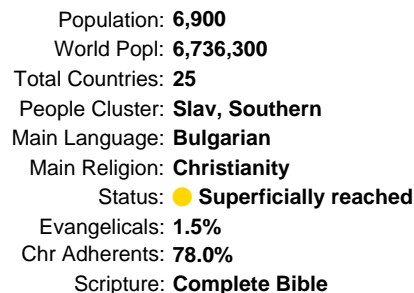 Population: 6,900
World Popl: 6,736,300
Total Countries: 25
People Cluster: Slav, Southern
Main Language: Bulgarian
Main Religion: Christianity
Status: Superficially reached
Evangelicals: 1.5%
Chr Adherents: 78.0%
Scripture: Complete Bible